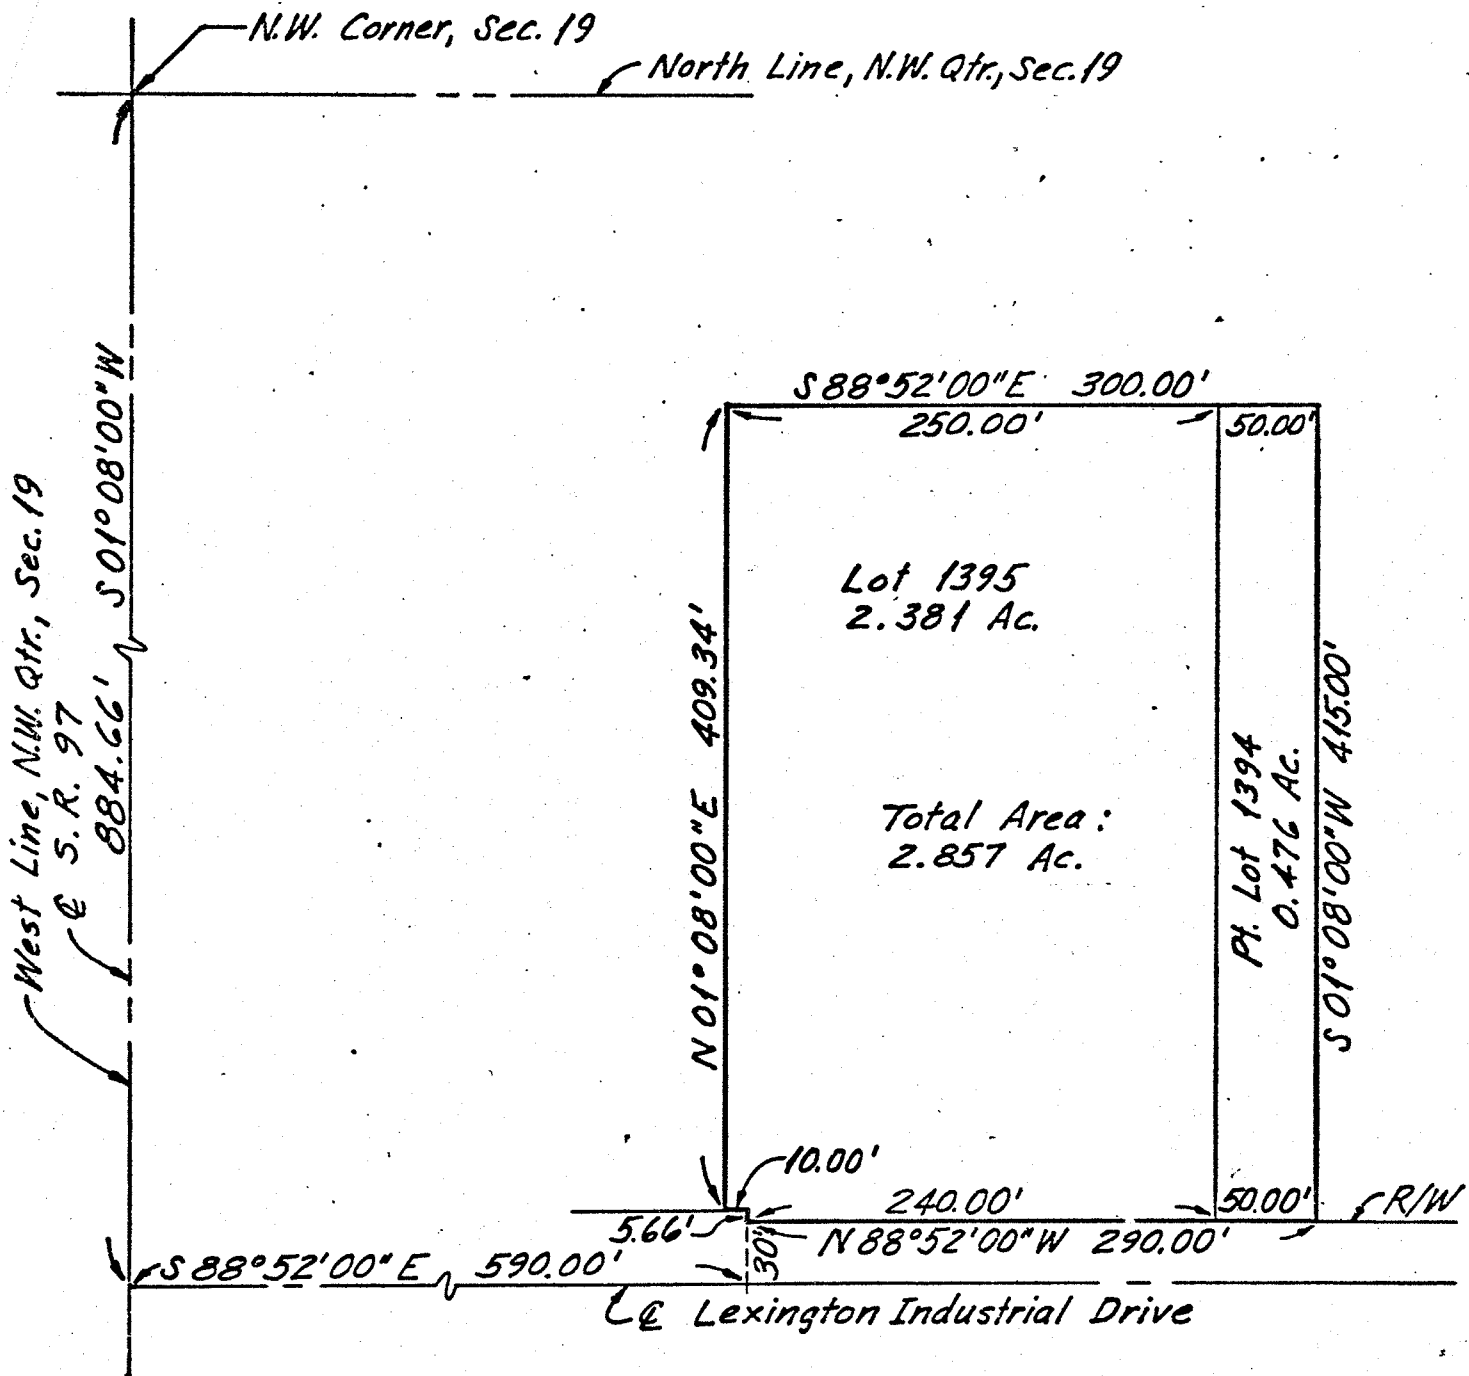 N.W. Corner, Sec. 19
North Line, N.W. Qtr., Sec. 19
S 88°52'00" E 300.00'
250.00'
50.00'
S 01°08'00" W
884.66'
West Line, N.W. Qtr., Sec. 19
℄ S.R. 97
Lot 1395
2.381 Ac.
N 01°08'00" E 409.34'
Total Area:
2.857 Ac.
Pt. Lot 1394
0.476 Ac.
S 01°08'00" W 415.00'
10.00'
240.00'
50.00'
R/W
5.66'
30'
N 88°52'00" W 290.00'
S 88°52'00" E 590.00'
℄ Lexington Industrial Drive